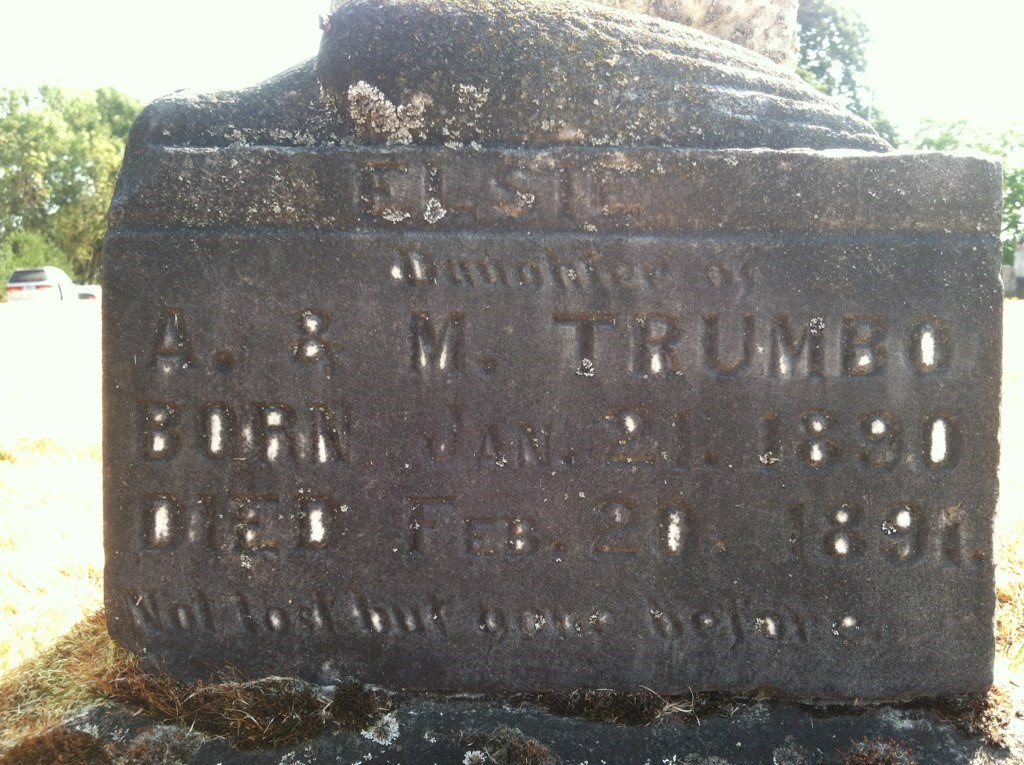 ELSIE
Daughter of
A. & M. TRUMBO
BORN JAN. 21. 1890
DIED FEB. 20. 1891.
Not lost but gone before.